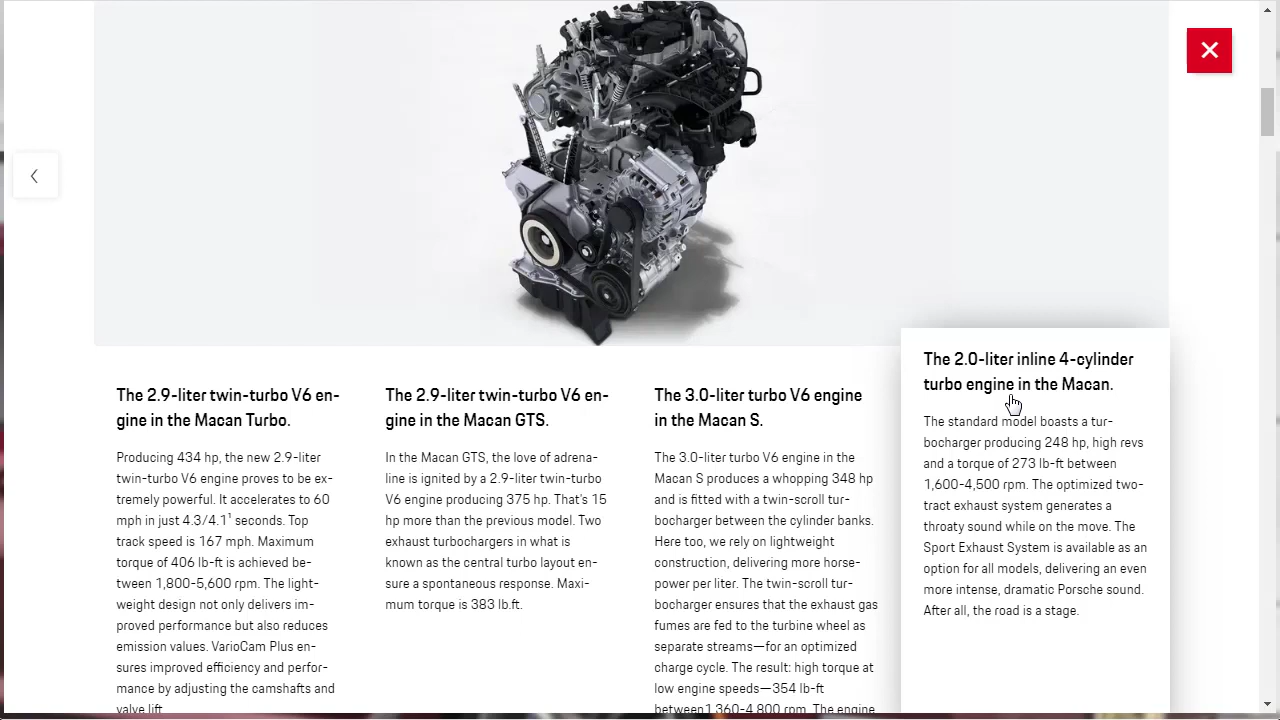 The 2.9-liter twin-turbo V6 en-
gine in the Macan Turbo.
Producing 434 hp, the new 2.9-liter
twin-turbo V6 engine proves to be ex-
tremely powerful. It accelerates to 60
mph in just 4.3/4.1¹ seconds. Top
track speed is 167 mph. Maximum
torque of 406 lb-ft is achieved be-
tween 1,800-5,600 rpm. The light-
weight design not only delivers im-
proved performance but also reduces
emission values. VarioCam Plus en-
sures improved efficiency and perfor-
mance by adjusting the camshafts and
valve lift
The 2.9-liter twin-turbo V6 en-
gine in the Macan GTS.
In the Macan GTS, the love of adrena-
line is ignited by a 2.9-liter twin-turbo
V6 engine producing 375 hp. That's 15
hp more than the previous model. Two
exhaust turbochargers in what is
known as the central turbo layout en-
sure a spontaneous response. Maxi-
mum torque is 383 lb.ft.
The 3.0-liter turbo V6 engine
in the Macan S.
The 3.0-liter turbo V6 engine in the
Macan S produces a whopping 348 hp
and is fitted with a twin-scroll tur-
bocharger between the cylinder banks.
Here too, we rely on lightweight
construction, delivering more horse-
power per liter. The twin-scroll tur-
bocharger ensures that the exhaust gas
fumes are fed to the turbine wheel as
separate streams—for an optimized
charge cycle. The result: high torque at
low engine speeds—354 lb-ft
between1,360-4,800 rpm. The engine
The 2.0-liter inline 4-cylinder
turbo engine in the Macan.
The standard model boasts a tur-
bocharger producing 248 hp, high revs
and a torque of 273 lb-ft between
1,600-4,500 rpm. The optimized two-
tract exhaust system generates a
throaty sound while on the move. The
Sport Exhaust System is available as an
option for all models, delivering an even
more intense, dramatic Porsche sound.
After all, the road is a stage.